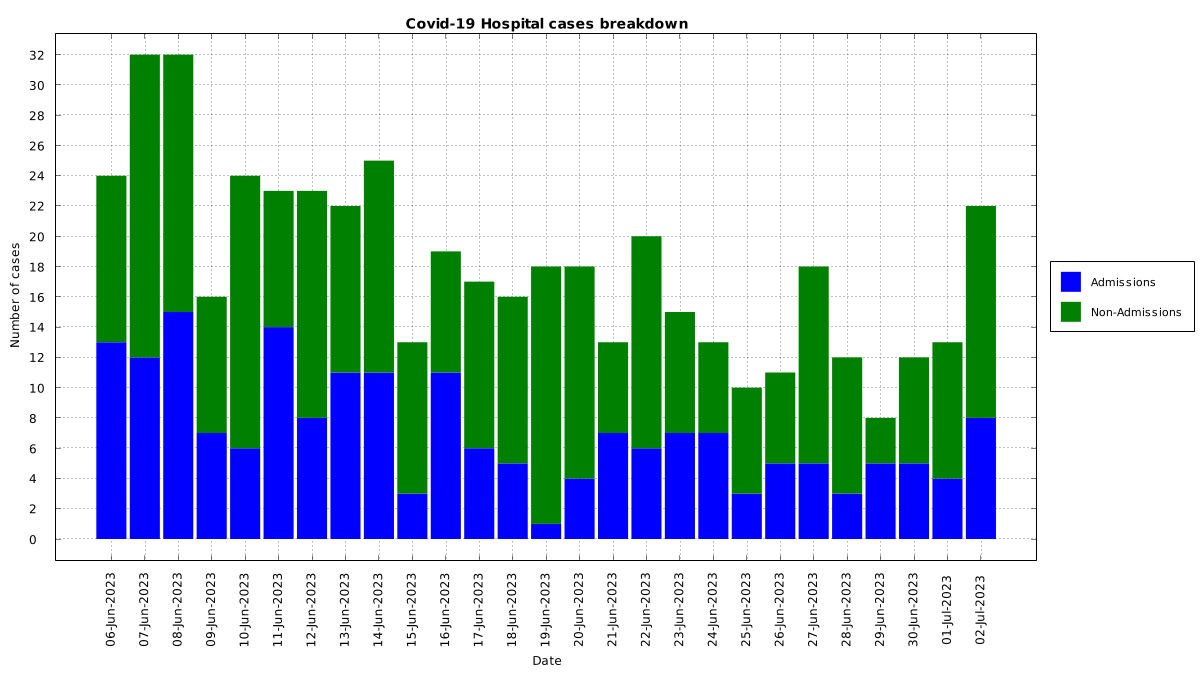 Covid-19 Hospital cases breakdown
Number of cases
32
30
28
26
24
22
20
18
16
14
12
10
8
6
4
2
0
06-Jun-2023
07-Jun-2023
08-Jun-2023
09-Jun-2023
10-Jun-2023
11-Jun-2023
12-Jun-2023
13-Jun-2023
14-Jun-2023
15-Jun-2023
16-Jun-2023
17-Jun-2023
18-Jun-2023
19-Jun-2023
20-Jun-2023
21-Jun-2023
22-Jun-2023
23-Jun-2023
24-Jun-2023
25-Jun-2023
26-Jun-2023
27-Jun-2023
28-Jun-2023
29-Jun-2023
30-Jun-2023
01-Jul-2023
02-Jul-2023
Date
Admissions
Non-Admissions